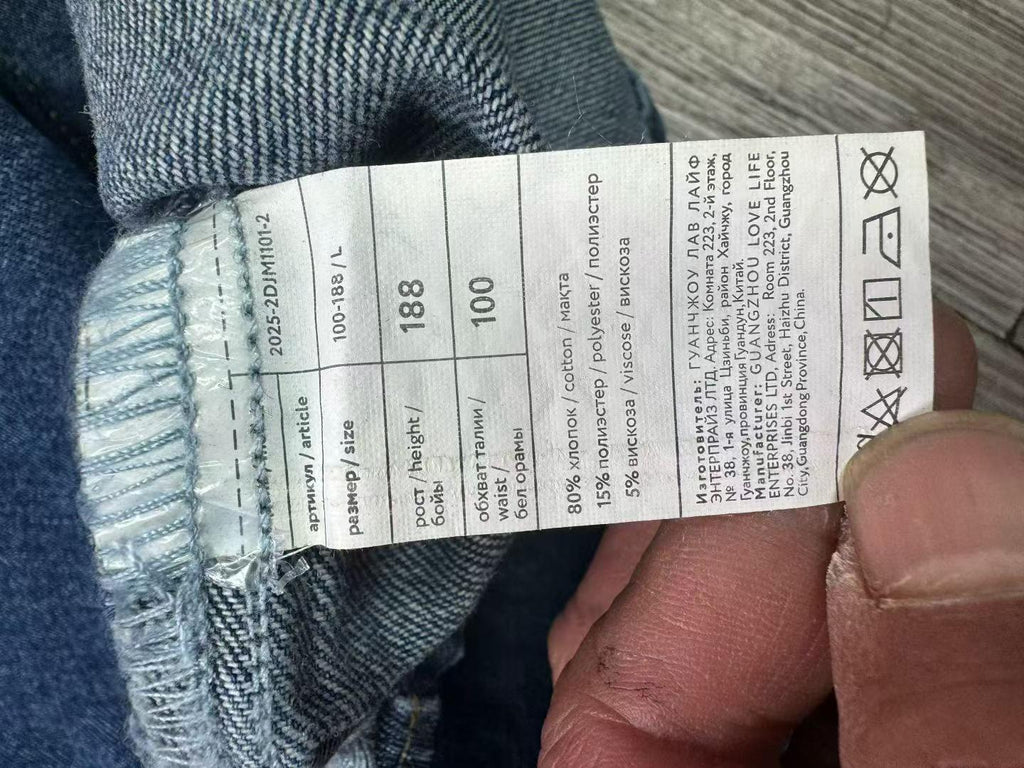 артикул / article 2025-2DJM1101-2
размер / size 100-188 / L
рост / height / 188
бойы
обхват талии / 100
waist /
бел орамы
80% хлопок / cotton / мақта
15% полиэстер / polyester / полиэстер
5% вискоза / viscose / вискоза
Изготовитель: ГУАНЧЖОУ ЛАВ ЛАЙФ
ЭНТЕРПРАЙЗ ЛТД, Адрес: Комната 223, 2-й этаж,
№ 38, 1-я улица Цзиньби, район Хайчжу, город
Гуанчжоу,провинция Гуандун,Китай.
Manufacturer: GUANGZHOU LOVE LIFE
ENTERPRISES LTD, Adress: Room 223, 2nd Floor,
No. 38, Jinbi 1st Street, Haizhu District, Guangzhou
City,Guangdong Province,China.